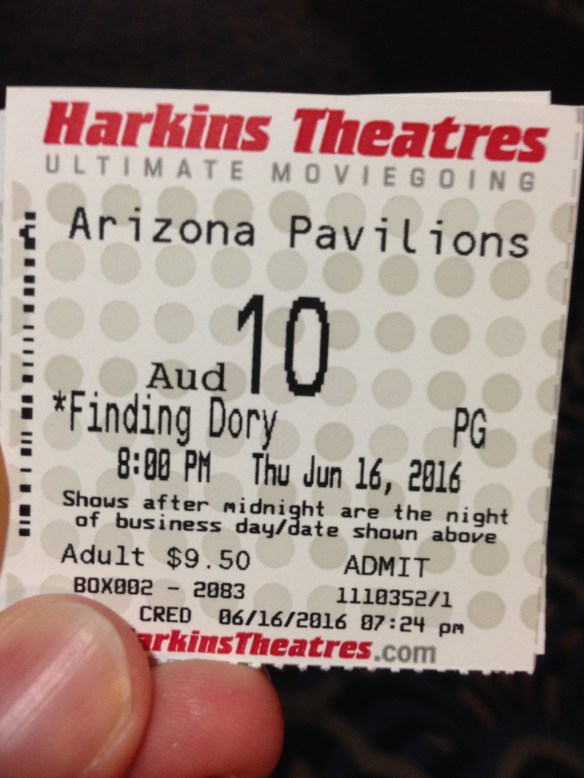 Harkins Theatres
ULTIMATE MOVIEGOING
Arizona Pavilions
Aud 10
*Finding Dory PG
8:00 PM Thu Jun 16, 2016
Shows after midnight are the night
of business day/date shown above
Adult $9.50 ADMIT
BOX002 - 2083 1110352/1
CRED 06/16/2016 07:24 pm
arkinsTheatres.com